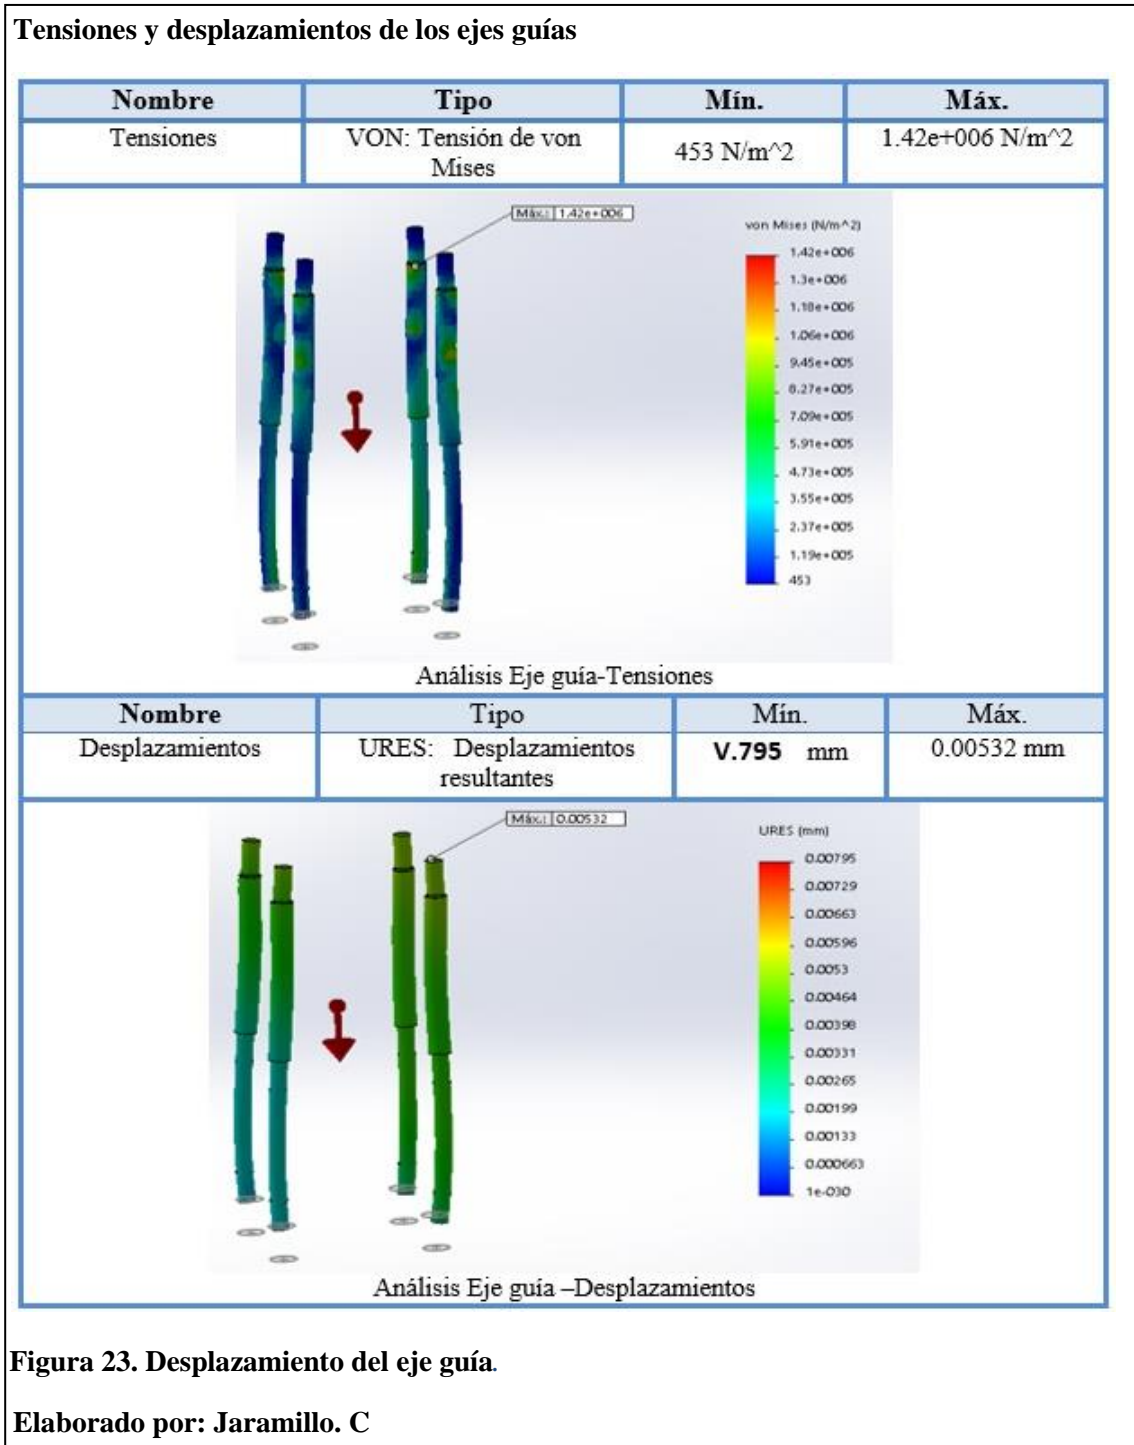 Tensiones y desplazamientos de los ejes guías
Nombre Tipo Mín. Máx.
Tensiones VON: Tensión de von 453 N/m^2 1.42e+006 N/m^2
Mises
Máx.: 1.42e+006
von Mises (N/m^2)
1.42e+006
1.3e+006
1.18e+006
1.06e+006
9.45e+005
8.27e+005
7.09e+005
5.91e+005
4.73e+005
3.55e+005
2.37e+005
1.19e+005
453
Análisis Eje guía-Tensiones
Nombre Tipo Mín. Máx.
Desplazamientos URES: Desplazamientos V.795 mm 0.00532 mm
resultantes
Máx.: 0.00532
URES (mm)
0.00795
0.00729
0.00663
0.00596
0.0053
0.00464
0.00398
0.00331
0.00265
0.00199
0.00133
0.000663
1e-030
Análisis Eje guía –Desplazamientos
Figura 23. Desplazamiento del eje guía.
Elaborado por: Jaramillo. C